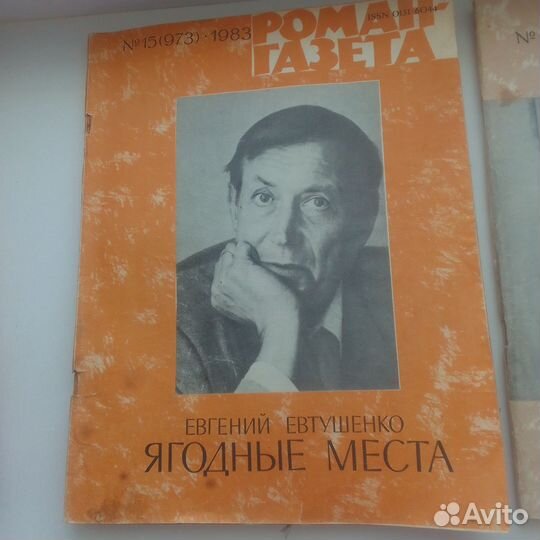 №15(973)·1983
ISSN 0131-6044
РОМАН
ГАЗЕТА
№
ЕВГЕНИЙ ЕВТУШЕНКО
ЯГОДНЫЕ МЕСТА
Avito